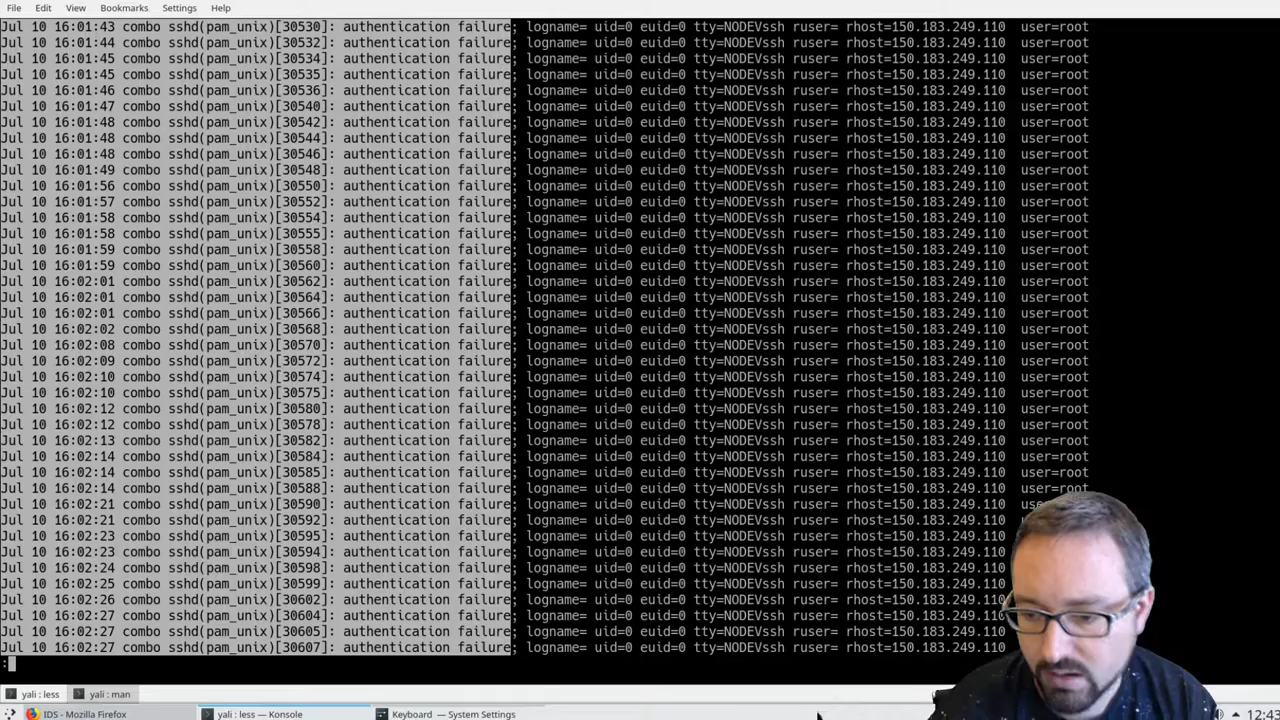 File Edit View Bookmarks Settings Help
Jul 10 16:01:43 combo sshd(pam_unix)[30530]: authentication failure; logname= uid=0 euid=0 tty=NODEVssh ruser= rhost=150.183.249.110  user=root
Jul 10 16:01:44 combo sshd(pam_unix)[30532]: authentication failure; logname= uid=0 euid=0 tty=NODEVssh ruser= rhost=150.183.249.110  user=root
Jul 10 16:01:45 combo sshd(pam_unix)[30534]: authentication failure; logname= uid=0 euid=0 tty=NODEVssh ruser= rhost=150.183.249.110  user=root
Jul 10 16:01:45 combo sshd(pam_unix)[30535]: authentication failure; logname= uid=0 euid=0 tty=NODEVssh ruser= rhost=150.183.249.110  user=root
Jul 10 16:01:46 combo sshd(pam_unix)[30536]: authentication failure; logname= uid=0 euid=0 tty=NODEVssh ruser= rhost=150.183.249.110  user=root
Jul 10 16:01:47 combo sshd(pam_unix)[30540]: authentication failure; logname= uid=0 euid=0 tty=NODEVssh ruser= rhost=150.183.249.110  user=root
Jul 10 16:01:48 combo sshd(pam_unix)[30542]: authentication failure; logname= uid=0 euid=0 tty=NODEVssh ruser= rhost=150.183.249.110  user=root
Jul 10 16:01:48 combo sshd(pam_unix)[30544]: authentication failure; logname= uid=0 euid=0 tty=NODEVssh ruser= rhost=150.183.249.110  user=root
Jul 10 16:01:48 combo sshd(pam_unix)[30546]: authentication failure; logname= uid=0 euid=0 tty=NODEVssh ruser= rhost=150.183.249.110  user=root
Jul 10 16:01:49 combo sshd(pam_unix)[30548]: authentication failure; logname= uid=0 euid=0 tty=NODEVssh ruser= rhost=150.183.249.110  user=root
Jul 10 16:01:56 combo sshd(pam_unix)[30550]: authentication failure; logname= uid=0 euid=0 tty=NODEVssh ruser= rhost=150.183.249.110  user=root
Jul 10 16:01:57 combo sshd(pam_unix)[30552]: authentication failure; logname= uid=0 euid=0 tty=NODEVssh ruser= rhost=150.183.249.110  user=root
Jul 10 16:01:58 combo sshd(pam_unix)[30554]: authentication failure; logname= uid=0 euid=0 tty=NODEVssh ruser= rhost=150.183.249.110  user=root
Jul 10 16:01:58 combo sshd(pam_unix)[30555]: authentication failure; logname= uid=0 euid=0 tty=NODEVssh ruser= rhost=150.183.249.110  user=root
Jul 10 16:01:59 combo sshd(pam_unix)[30558]: authentication failure; logname= uid=0 euid=0 tty=NODEVssh ruser= rhost=150.183.249.110  user=root
Jul 10 16:01:59 combo sshd(pam_unix)[30560]: authentication failure; logname= uid=0 euid=0 tty=NODEVssh ruser= rhost=150.183.249.110  user=root
Jul 10 16:02:01 combo sshd(pam_unix)[30562]: authentication failure; logname= uid=0 euid=0 tty=NODEVssh ruser= rhost=150.183.249.110  user=root
Jul 10 16:02:01 combo sshd(pam_unix)[30564]: authentication failure; logname= uid=0 euid=0 tty=NODEVssh ruser= rhost=150.183.249.110  user=root
Jul 10 16:02:01 combo sshd(pam_unix)[30566]: authentication failure; logname= uid=0 euid=0 tty=NODEVssh ruser= rhost=150.183.249.110  user=root
Jul 10 16:02:02 combo sshd(pam_unix)[30568]: authentication failure; logname= uid=0 euid=0 tty=NODEVssh ruser= rhost=150.183.249.110  user=root
Jul 10 16:02:08 combo sshd(pam_unix)[30570]: authentication failure; logname= uid=0 euid=0 tty=NODEVssh ruser= rhost=150.183.249.110  user=root
Jul 10 16:02:09 combo sshd(pam_unix)[30572]: authentication failure; logname= uid=0 euid=0 tty=NODEVssh ruser= rhost=150.183.249.110  user=root
Jul 10 16:02:10 combo sshd(pam_unix)[30574]: authentication failure; logname= uid=0 euid=0 tty=NODEVssh ruser= rhost=150.183.249.110  user=root
Jul 10 16:02:10 combo sshd(pam_unix)[30575]: authentication failure; logname= uid=0 euid=0 tty=NODEVssh ruser= rhost=150.183.249.110  user=root
Jul 10 16:02:12 combo sshd(pam_unix)[30580]: authentication failure; logname= uid=0 euid=0 tty=NODEVssh ruser= rhost=150.183.249.110  user=root
Jul 10 16:02:12 combo sshd(pam_unix)[30578]: authentication failure; logname= uid=0 euid=0 tty=NODEVssh ruser= rhost=150.183.249.110  user=root
Jul 10 16:02:13 combo sshd(pam_unix)[30582]: authentication failure; logname= uid=0 euid=0 tty=NODEVssh ruser= rhost=150.183.249.110  user=root
Jul 10 16:02:14 combo sshd(pam_unix)[30584]: authentication failure; logname= uid=0 euid=0 tty=NODEVssh ruser= rhost=150.183.249.110  user=root
Jul 10 16:02:14 combo sshd(pam_unix)[30585]: authentication failure; logname= uid=0 euid=0 tty=NODEVssh ruser= rhost=150.183.249.110  user=root
Jul 10 16:02:14 combo sshd(pam_unix)[30588]: authentication failure; logname= uid=0 euid=0 tty=NODEVssh ruser= rhost=150.183.249.110  user=root
Jul 10 16:02:21 combo sshd(pam_unix)[30590]: authentication failure; logname= uid=0 euid=0 tty=NODEVssh ruser= rhost=150.183.249.110
Jul 10 16:02:21 combo sshd(pam_unix)[30592]: authentication failure; logname= uid=0 euid=0 tty=NODEVssh ruser= rhost=150.183.249.110
Jul 10 16:02:23 combo sshd(pam_unix)[30595]: authentication failure; logname= uid=0 euid=0 tty=NODEVssh ruser= rhost=150.183.249.110
Jul 10 16:02:23 combo sshd(pam_unix)[30594]: authentication failure; logname= uid=0 euid=0 tty=NODEVssh ruser= rhost=150.183.249.110
Jul 10 16:02:24 combo sshd(pam_unix)[30598]: authentication failure; logname= uid=0 euid=0 tty=NODEVssh ruser= rhost=150.183.249.110
Jul 10 16:02:25 combo sshd(pam_unix)[30599]: authentication failure; logname= uid=0 euid=0 tty=NODEVssh ruser= rhost=150.183.249.110
Jul 10 16:02:26 combo sshd(pam_unix)[30602]: authentication failure; logname= uid=0 euid=0 tty=NODEVssh ruser= rhost=150.183.249.110
Jul 10 16:02:27 combo sshd(pam_unix)[30604]: authentication failure; logname= uid=0 euid=0 tty=NODEVssh ruser= rhost=150.183.249.110
Jul 10 16:02:27 combo sshd(pam_unix)[30605]: authentication failure; logname= uid=0 euid=0 tty=NODEVssh ruser= rhost=150.183.249.110
Jul 10 16:02:27 combo sshd(pam_unix)[30607]: authentication failure; logname= uid=0 euid=0 tty=NODEVssh ruser= rhost=150.183.249.110
:
yali : less yali : man
IDS - Mozilla Firefox yali : less — Konsole Keyboard — System Settings 12:43